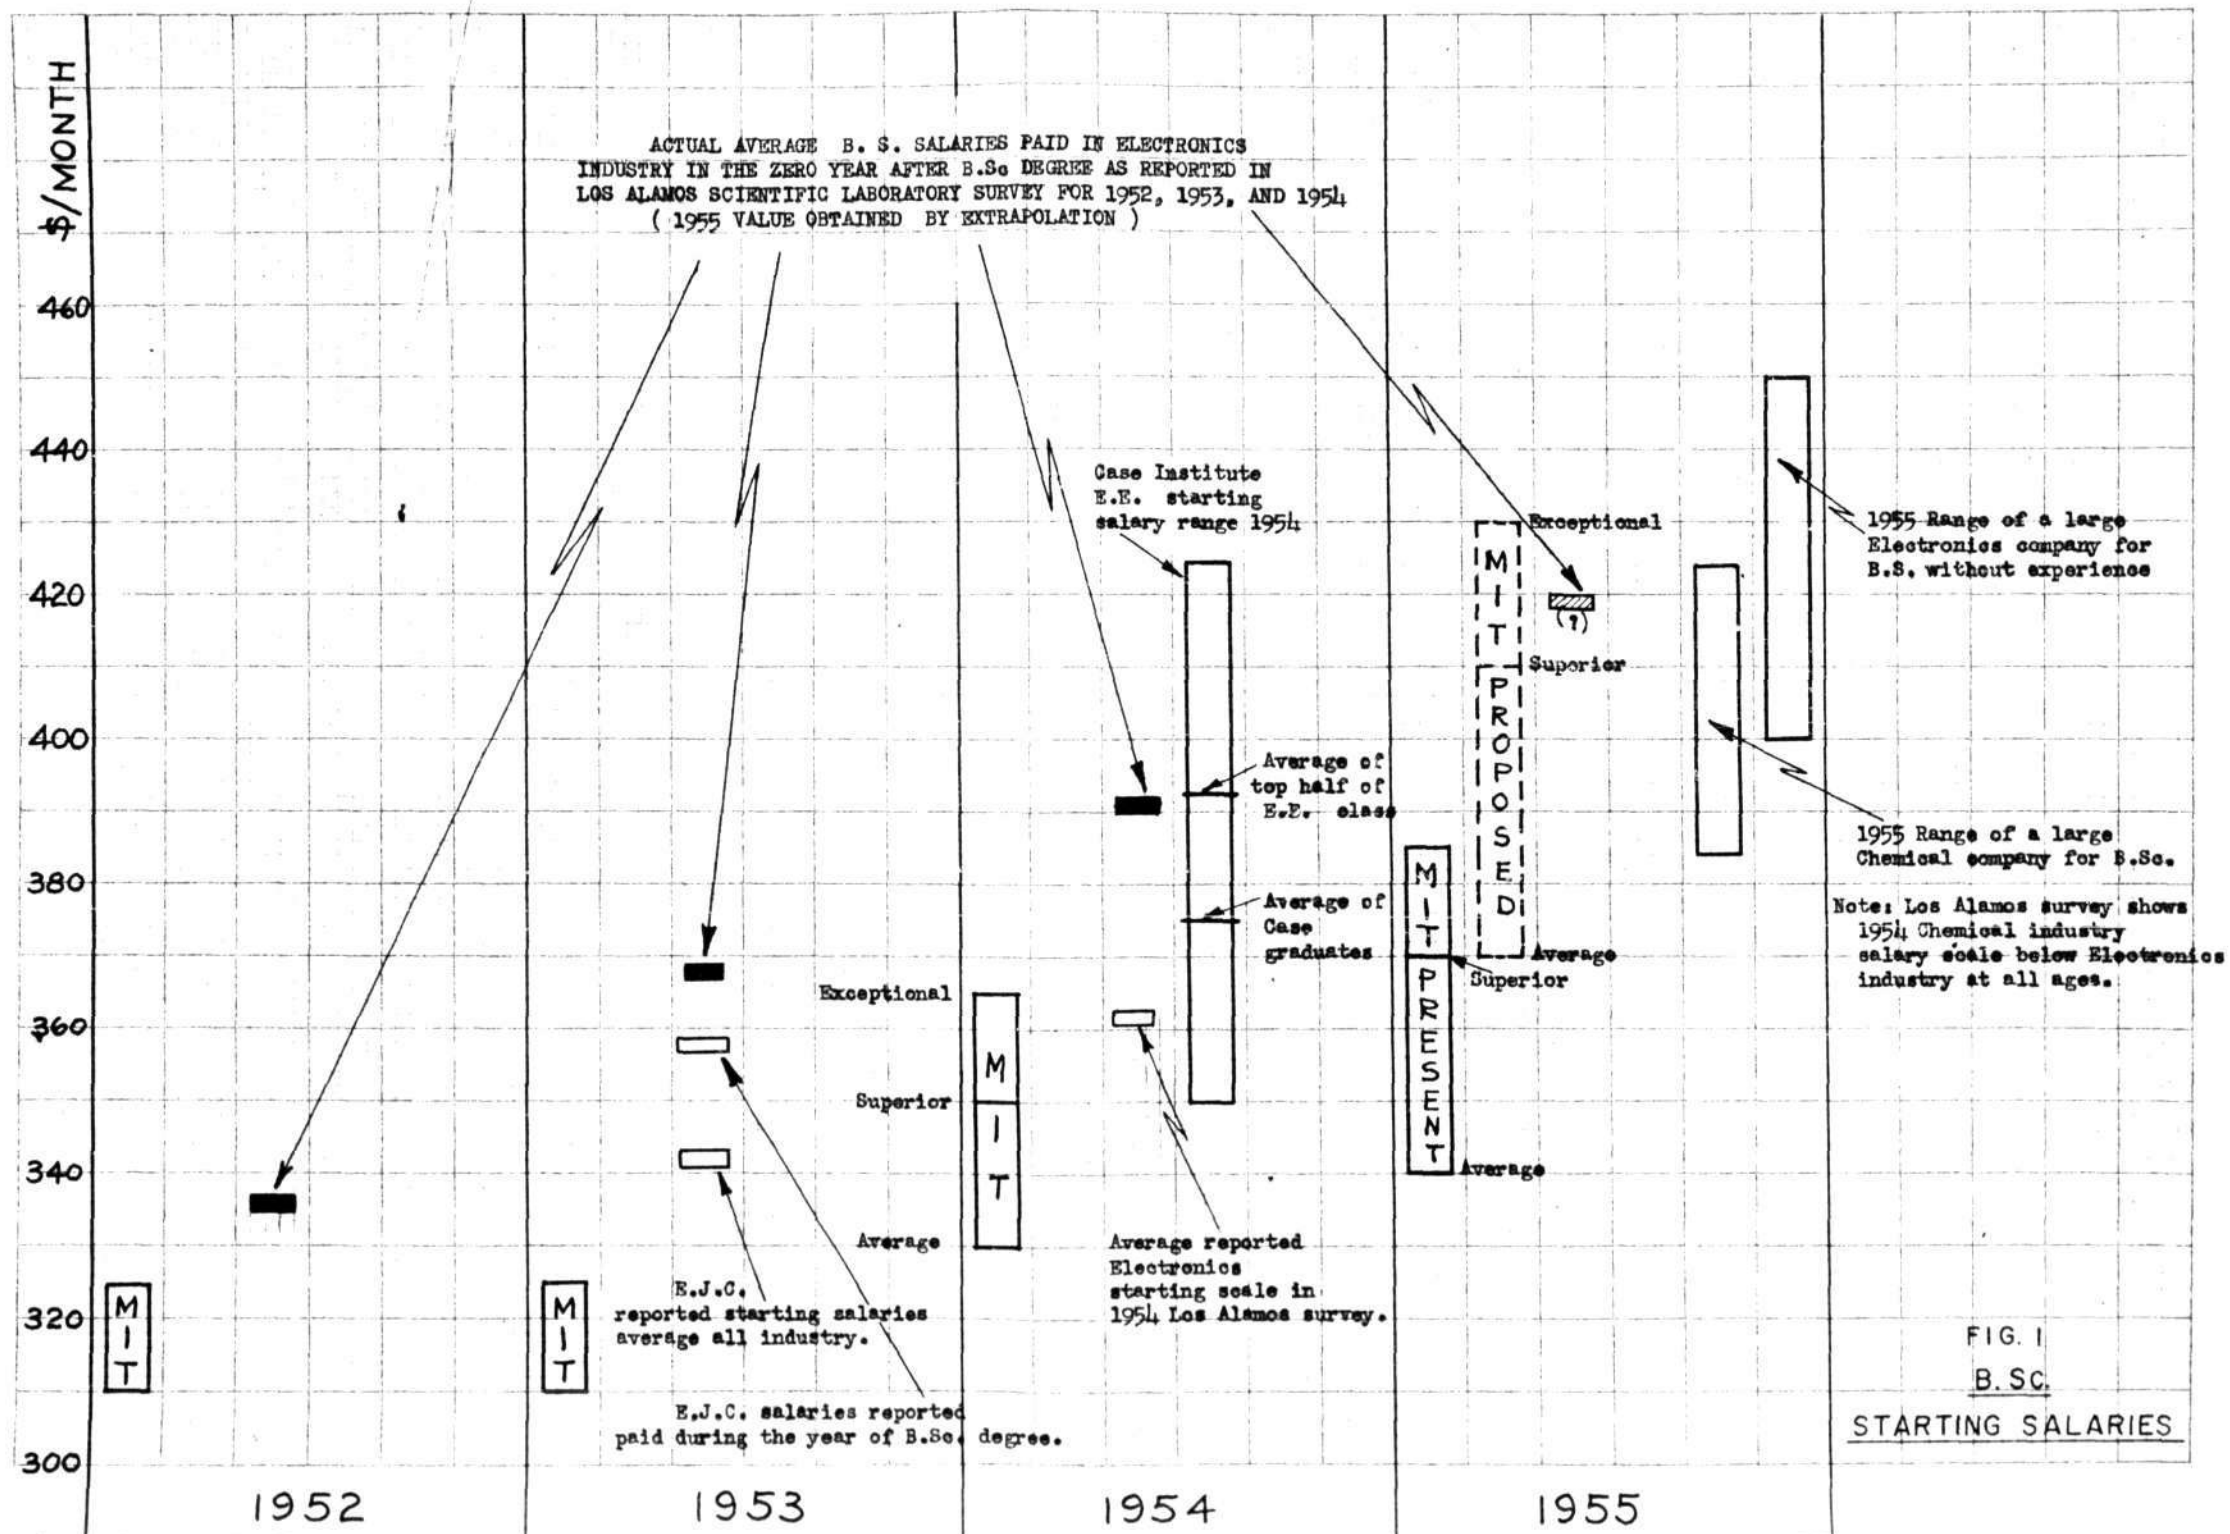 $/MONTH
ACTUAL AVERAGE B. S. SALARIES PAID IN ELECTRONICS
INDUSTRY IN THE ZERO YEAR AFTER B.Sc DEGREE AS REPORTED IN
LOS ALAMOS SCIENTIFIC LABORATORY SURVEY FOR 1952, 1953, AND 1954
( 1955 VALUE OBTAINED BY EXTRAPOLATION )
460
440
420
400
380
360
340
320
300
MIT
MIT
E.J.C.
reported starting salaries
average all industry.
E.J.C. salaries reported
paid during the year of B.Sc. degree.
Exceptional
Superior
Average
MIT
Case Institute
E.E. starting
salary range 1954
Average of
top half of
E.E. class
Average of
Case
graduates
Average reported
Electronics
starting scale in
1954 Los Alamos survey.
MIT PRESENT
Superior
Average
MIT PROPOSED
Exceptional
Superior
Average
(?)
1955 Range of a large
Electronics company for
B.S. without experience
1955 Range of a large
Chemical company for B.Sc.
Note: Los Alamos survey shows
1954 Chemical industry
salary scale below Electronics
industry at all ages.
FIG. 1
B. SC.
STARTING SALARIES
1952
1953
1954
1955